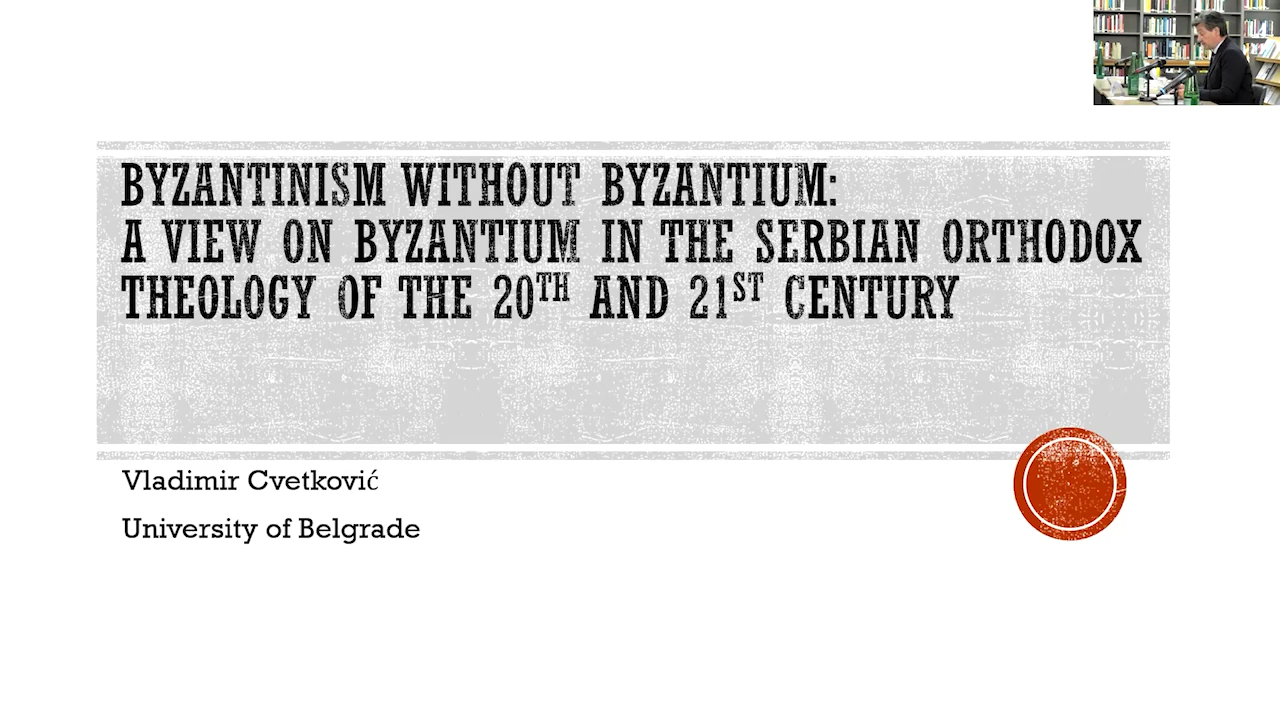 BYZANTINISM WITHOUT BYZANTIUM:
A VIEW ON BYZANTIUM IN THE SERBIAN ORTHODOX
THEOLOGY OF THE 20TH AND 21ST CENTURY
Vladimir Cvetković
University of Belgrade